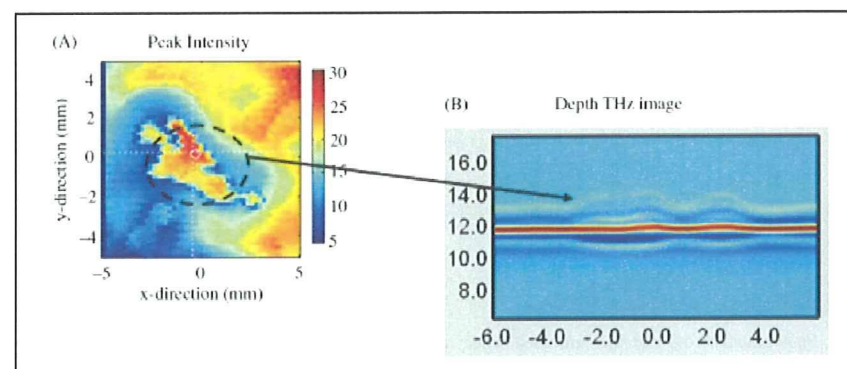 (A) Peak Intensity
4
2
0
−2
−4
y-direction (mm)
−5 0 5
x-direction (mm)
30
25
20
15
10
5
(B) Depth THz image
16.0
14.0
12.0
10.0
8.0
-6.0 -4.0 -2.0 0.0 2.0 4.0